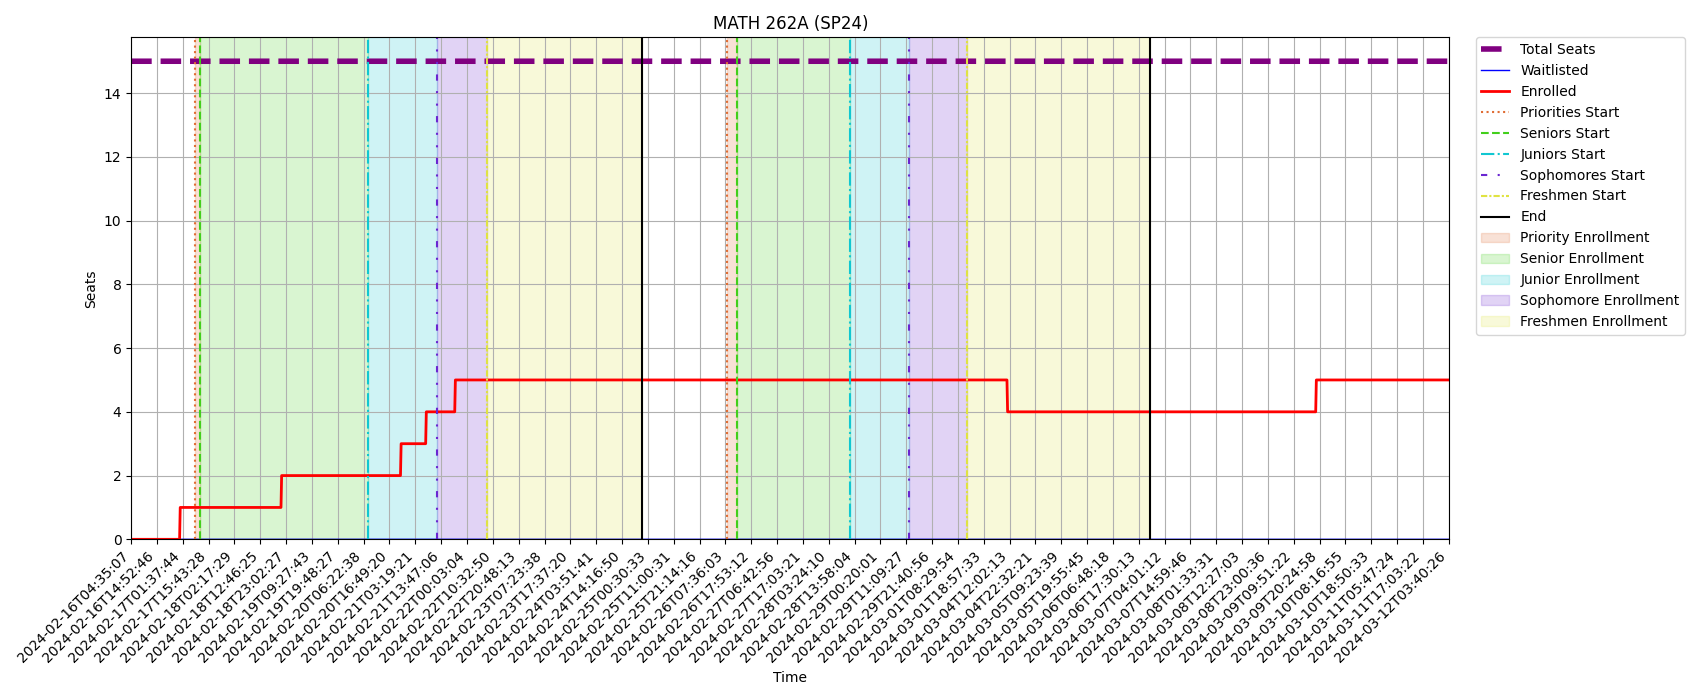 MATH 262A (SP24)
Seats
14
12
10
8
6
4
2
0
2024-02-16T04:35:07
2024-02-16T14:52:46
2024-02-17T01:37:44
2024-02-17T15:43:28
2024-02-18T02:17:29
2024-02-18T12:46:25
2024-02-18T23:02:27
2024-02-19T09:27:43
2024-02-19T19:48:27
2024-02-20T06:22:38
2024-02-20T16:49:20
2024-02-21T03:19:21
2024-02-21T13:47:06
2024-02-22T00:03:04
2024-02-22T10:32:50
2024-02-22T20:48:13
2024-02-23T07:23:38
2024-02-23T17:37:20
2024-02-24T03:51:41
2024-02-24T14:16:50
2024-02-25T00:30:33
2024-02-25T11:00:31
2024-02-25T21:14:16
2024-02-26T07:36:03
2024-02-26T17:53:12
2024-02-27T06:42:56
2024-02-27T17:03:21
2024-02-28T03:24:10
2024-02-28T13:58:04
2024-02-29T00:20:01
2024-02-29T11:09:27
2024-02-29T21:40:56
2024-03-01T08:29:54
2024-03-01T18:57:33
2024-03-04T12:02:13
2024-03-04T22:32:21
2024-03-05T09:23:39
2024-03-05T19:55:45
2024-03-06T06:48:18
2024-03-06T17:30:13
2024-03-07T04:01:12
2024-03-07T14:59:46
2024-03-08T01:33:31
2024-03-08T12:27:03
2024-03-08T23:00:36
2024-03-09T09:51:22
2024-03-09T20:24:58
2024-03-10T08:16:55
2024-03-10T18:50:33
2024-03-11T05:47:24
2024-03-11T17:03:22
2024-03-12T03:40:26
Time
Total Seats
Waitlisted
Enrolled
Priorities Start
Seniors Start
Juniors Start
Sophomores Start
Freshmen Start
End
Priority Enrollment
Senior Enrollment
Junior Enrollment
Sophomore Enrollment
Freshmen Enrollment